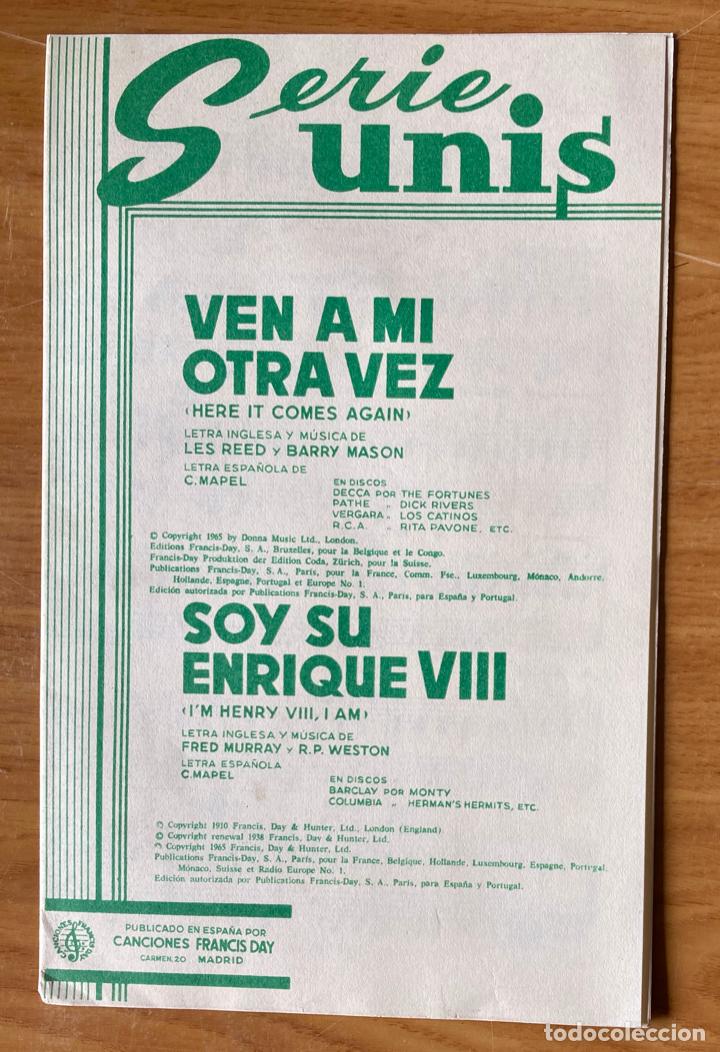 Serie
unis
VEN A MI
OTRA VEZ
(HERE IT COMES AGAIN)
LETRA INGLESA Y MÚSICA DE
LES REED Y BARRY MASON
LETRA ESPAÑOLA DE
C. MAPEL
EN DISCOS
DECCA POR THE FORTUNES
PATHE " DICK RIVERS
VERGARA " LOS CATINOS
R.C.A. " RITA PAVONE, ETC.
© Copyright 1965 by Donna Music Ltd., London.
Editions Francis-Day, S. A., Bruxelles, pour la Belgique et le Congo.
Francis-Day Produktion der Edition Coda, Zürich, pour la Suisse.
Publications Francis-Day, S. A., París, pour la France, Comm. Fse., Luxembourg, Mónaco, Andorre,
Hollande, Espagne, Portugal et Europe No. 1.
Edición autorizada por Publications Francis-Day, S. A., París, para España y Portugal.
SOY SU
ENRIQUE VIII
(I'M HENRY VIII, I AM)
LETRA INGLESA Y MÚSICA DE
FRED MURRAY Y R.P. WESTON
LETRA ESPAÑOLA
C. MAPEL
EN DISCOS
BARCLAY POR MONTY
COLUMBIA " HERMAN'S HERMITS, ETC.
© Copyright 1910 Francis, Day & Hunter, Ltd., London (England).
© Copyright renewal 1938 Francis, Day & Hunter, Ltd.
© Copyright 1965 Francis, Day & Hunter, Ltd.
Publications Francis-Day, S. A., París, pour la France, Belgique, Hollande, Luxembourg, Espagne, Portugal,
Mónaco, Suisse et Radio Europe No. 1.
Edición autorizada por Publications Francis-Day, S. A., París, para España y Portugal.
CANCIONES FRANCIS DAY
PUBLICADO EN ESPAÑA POR
CANCIONES FRANCIS DAY
CARMEN, 20 MADRID
todocoleccion